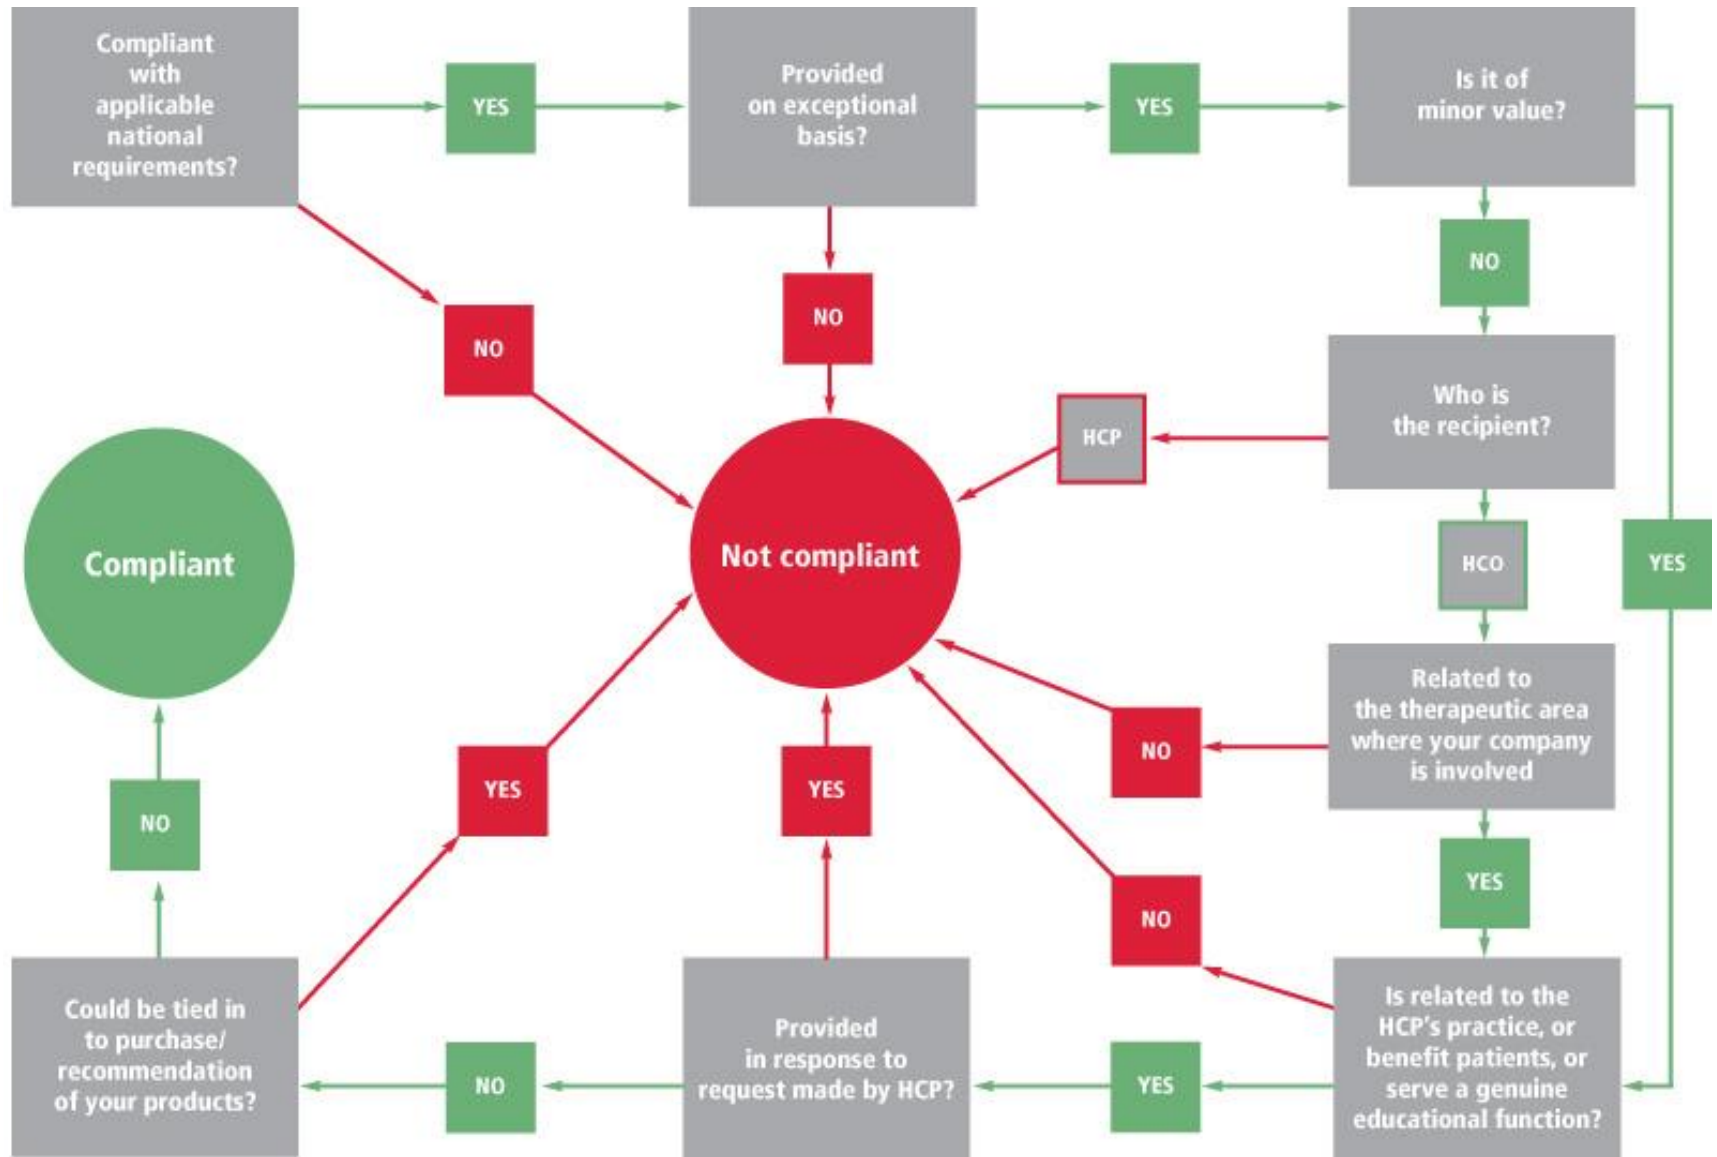 Compliant
with
applicable
national
requirements?
YES
Provided
on exceptional
basis?
YES
Is it of
minor value?
NO
NO
NO
Who is
the recipient?
HCP
HCO
YES
Not compliant
Compliant
Related to
the therapeutic area
where your company
is involved
NO
YES
YES
NO
YES
NO
Is related to the
HCP's practice, or
benefit patients, or
serve a genuine
educational function?
YES
Provided
in response to
request made by HCP?
NO
Could be tied in
to purchase/
recommendation
of your products?